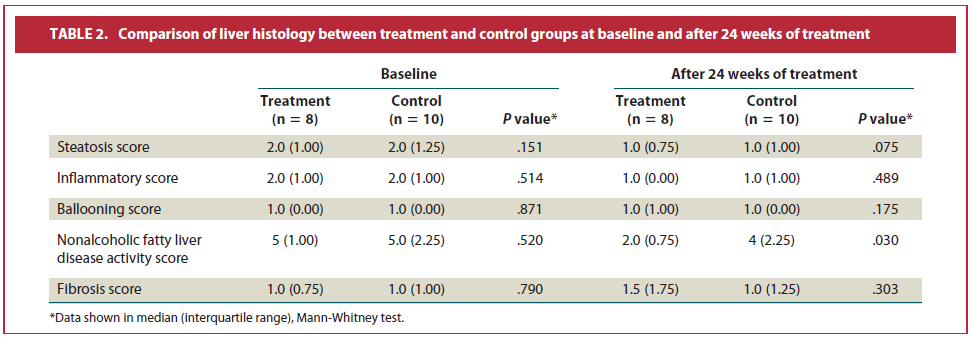 TABLE 2. Comparison of liver histology between treatment and control groups at baseline and after 24 weeks of treatment
Baseline After 24 weeks of treatment
Treatment Control Treatment Control
(n = 8) (n = 10) P value* (n = 8) (n = 10) P value*
Steatosis score 2.0 (1.00) 2.0 (1.25) .151 1.0 (0.75) 1.0 (1.00) .075
Inflammatory score 2.0 (1.00) 2.0 (1.00) .514 1.0 (0.00) 1.0 (1.00) .489
Ballooning score 1.0 (0.00) 1.0 (0.00) .871 1.0 (1.00) 1.0 (0.00) .175
Nonalcoholic fatty liver 5 (1.00) 5.0 (2.25) .520 2.0 (0.75) 4 (2.25) .030
disease activity score
Fibrosis score 1.0 (0.75) 1.0 (1.00) .790 1.5 (1.75) 1.0 (1.25) .303
*Data shown in median (interquartile range), Mann-Whitney test.